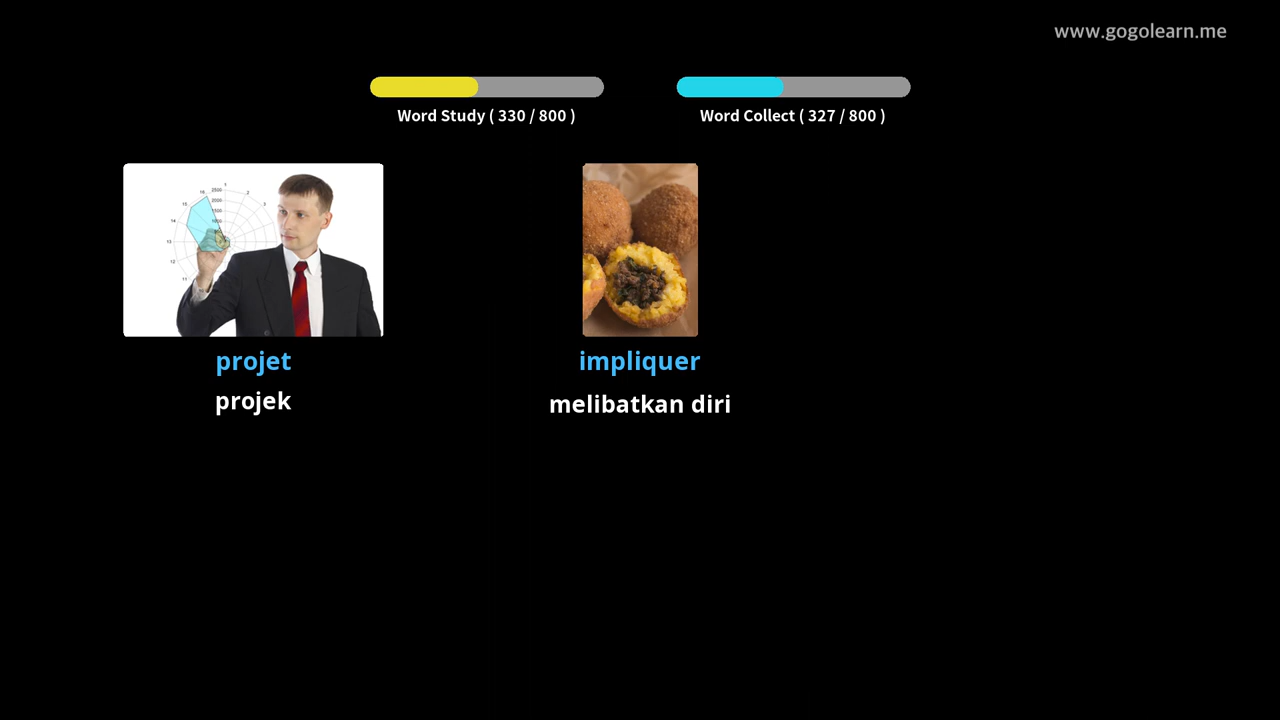 www.gogolearn.me
Word Study ( 330 / 800 )
Word Collect ( 327 / 800 )
projet
impliquer
projek
melibatkan diri